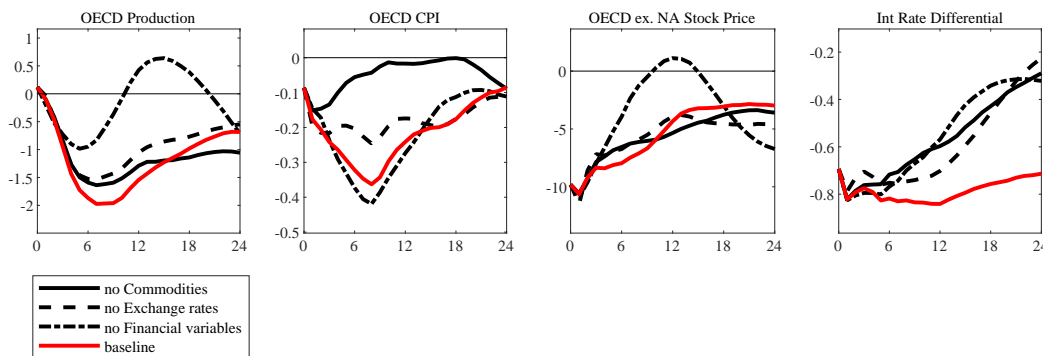 OECD Production
1
0.5
0
-0.5
-1
-1.5
-2
0 6 12 18 24
OECD CPI
0
-0.1
-0.2
-0.3
-0.4
-0.5
0 6 12 18 24
OECD ex. NA Stock Price
0
-5
-10
0 6 12 18 24
Int Rate Differential
-0.2
-0.4
-0.6
-0.8
0 6 12 18 24
no Commodities
no Exchange rates
no Financial variables
baseline